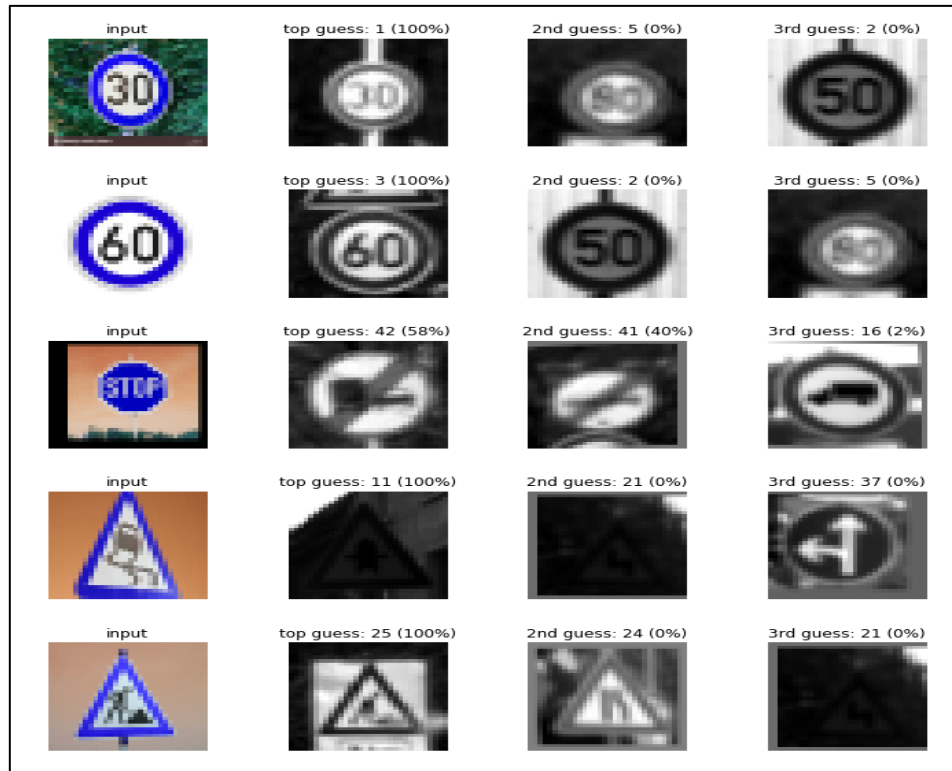 input top guess: 1 (100%) 2nd guess: 5 (0%) 3rd guess: 2 (0%)
30 30 80 50
input top guess: 3 (100%) 2nd guess: 2 (0%) 3rd guess: 5 (0%)
60 60 50 80
input top guess: 42 (58%) 2nd guess: 41 (40%) 3rd guess: 16 (2%)
STOP
input top guess: 11 (100%) 2nd guess: 21 (0%) 3rd guess: 37 (0%)
input top guess: 25 (100%) 2nd guess: 24 (0%) 3rd guess: 21 (0%)